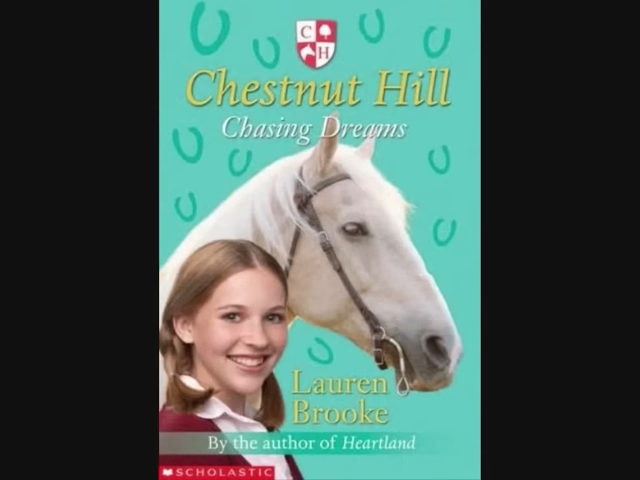 C
H
Chestnut Hill
Chasing Dreams
Lauren
Brooke
By the author of Heartland
SCHOLASTIC